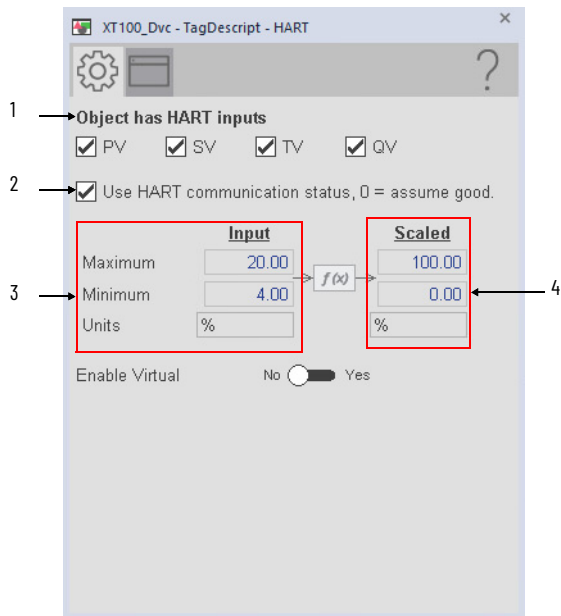 XT100_Dvc - TagDescript - HART
×
?
1
Object has HART inputs
PV SV TV QV
2
Use HART communication status, 0 = assume good.
Input Scaled
Maximum 20.00 100.00
f(x)
3
Minimum 4.00 0.00
4
Units % %
Enable Virtual No Yes